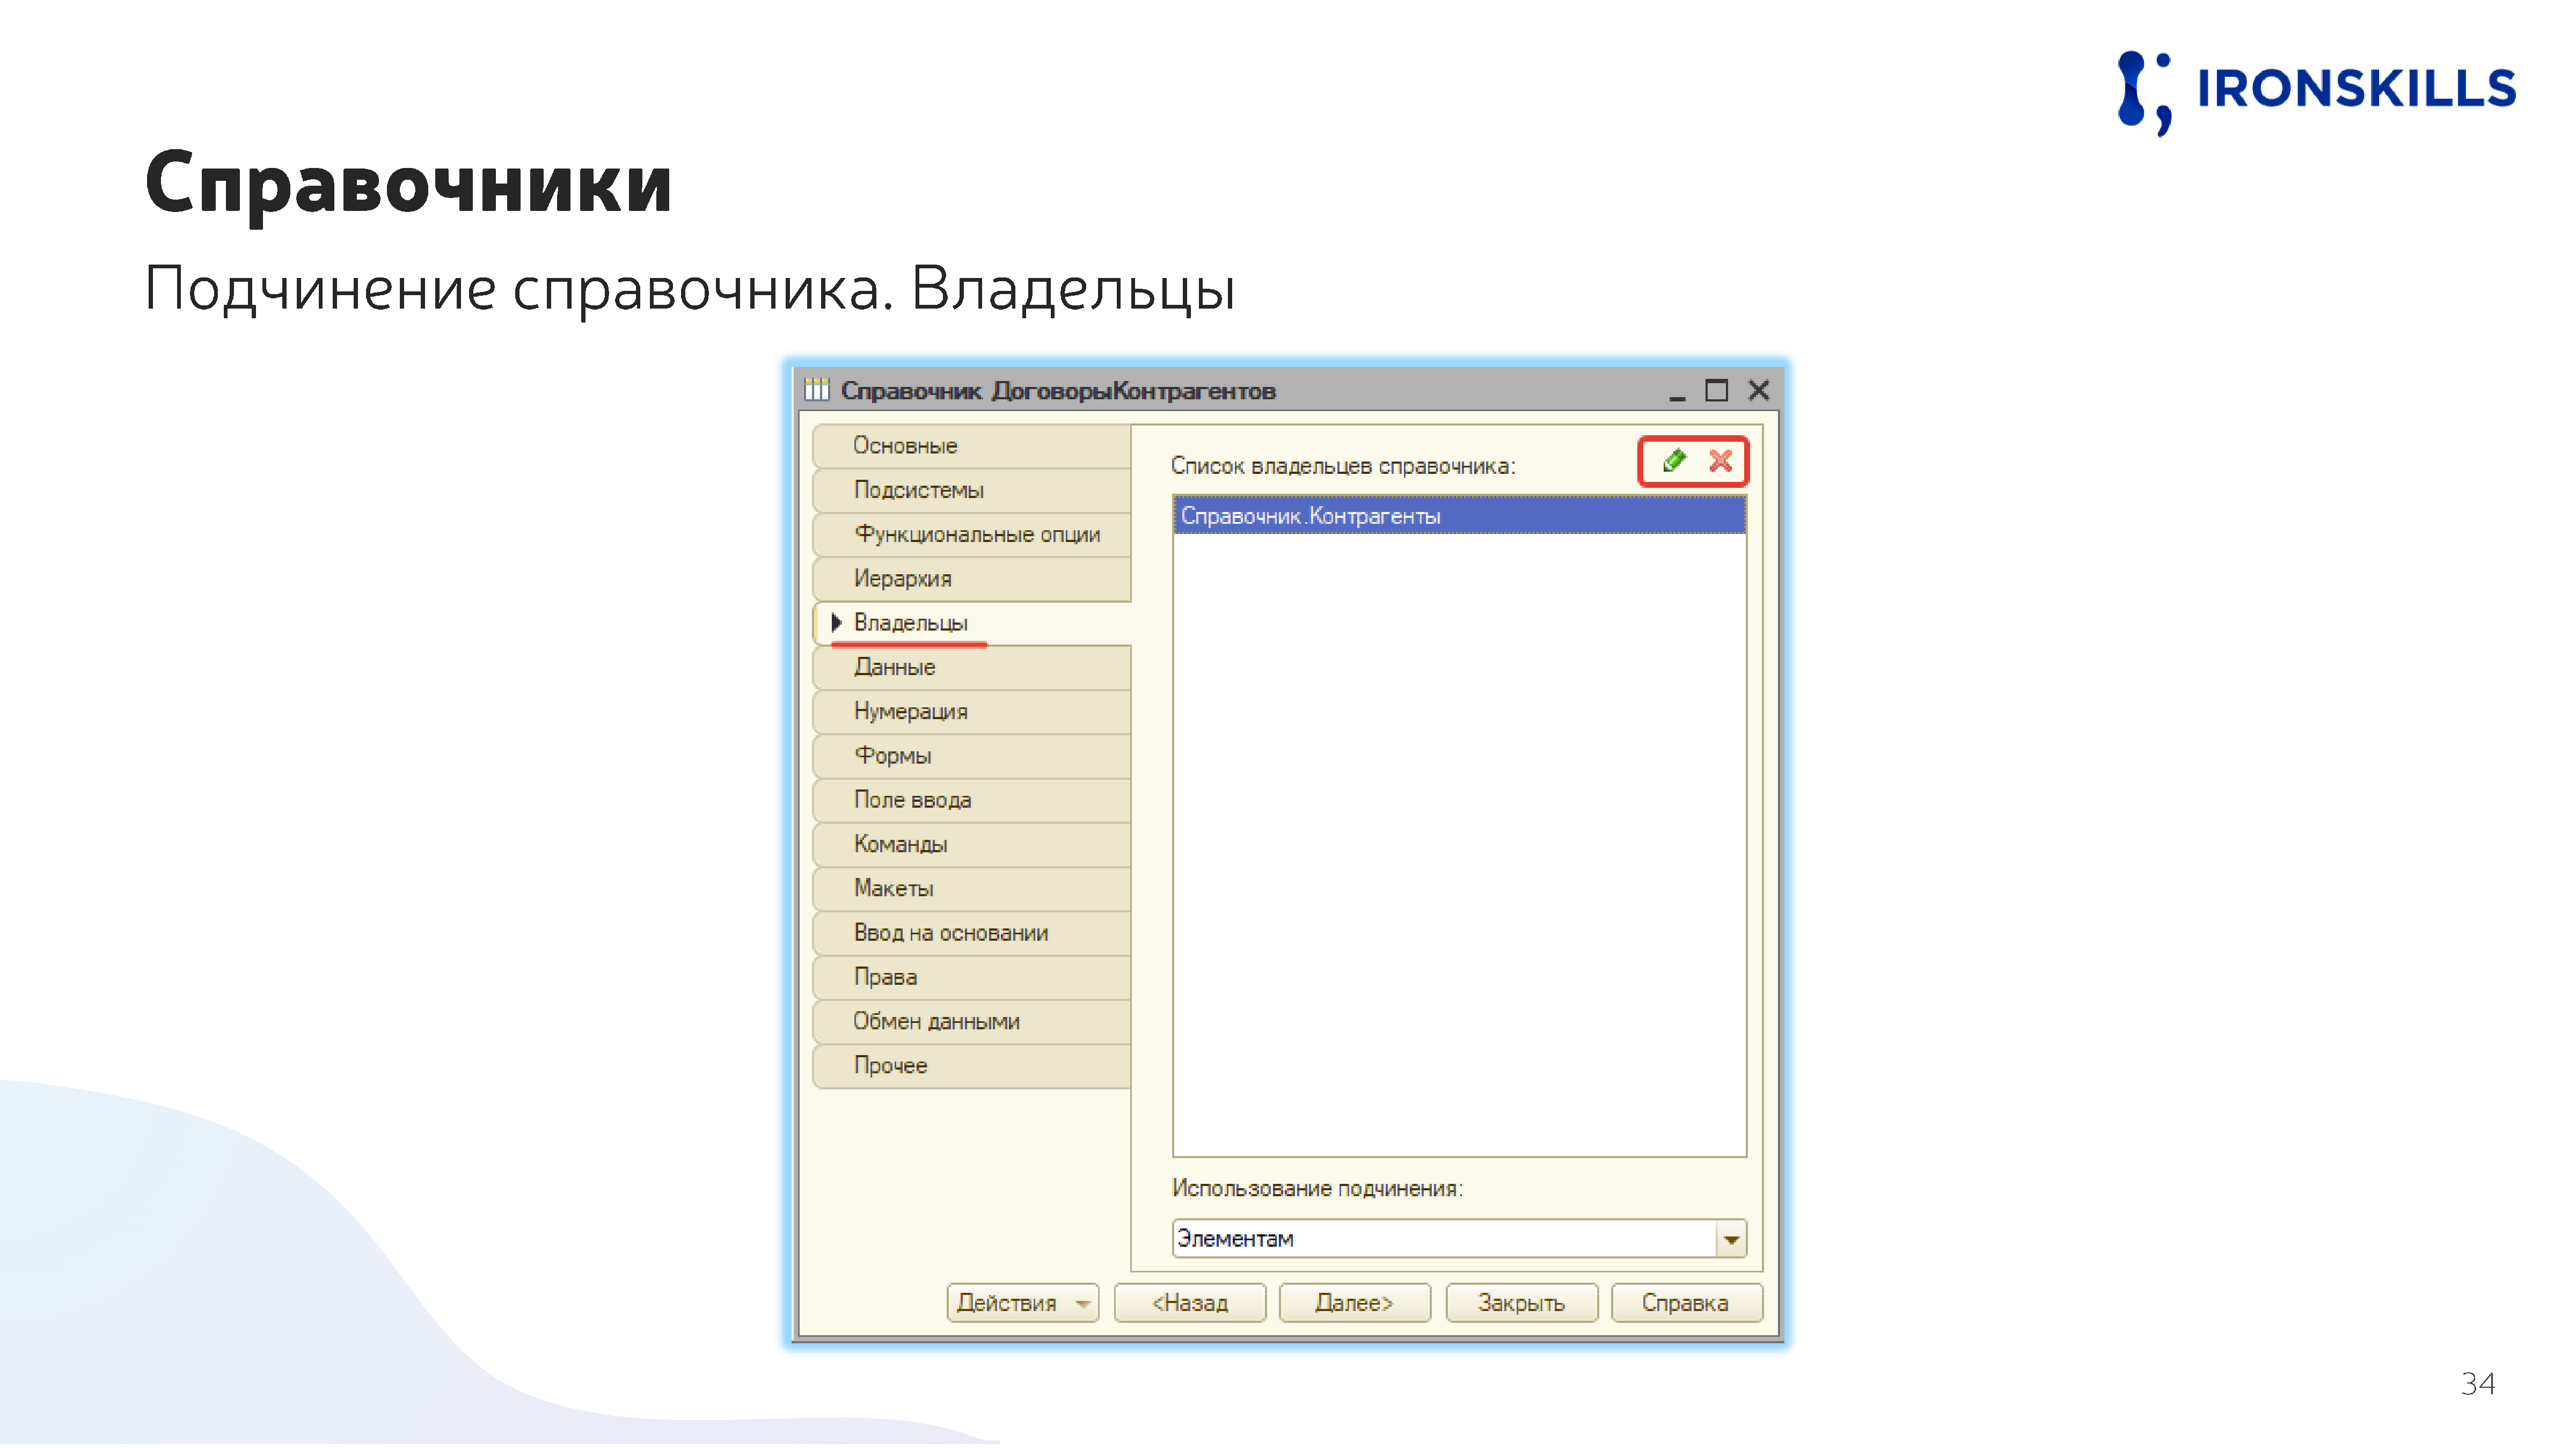 IRONSKILLS
Справочники
Подчинение справочника. Владельцы
Справочник ДоговорыКонтрагентов
Основные
Подсистемы
Функциональные опции
Иерархия
Владельцы
Данные
Нумерация
Формы
Поле ввода
Команды
Макеты
Ввод на основании
Права
Обмен данными
Прочее
Список владельцев справочника:
Справочник.Контрагенты
Использование подчинения:
Элементам
Действия <Назад Далее> Закрыть Справка
34